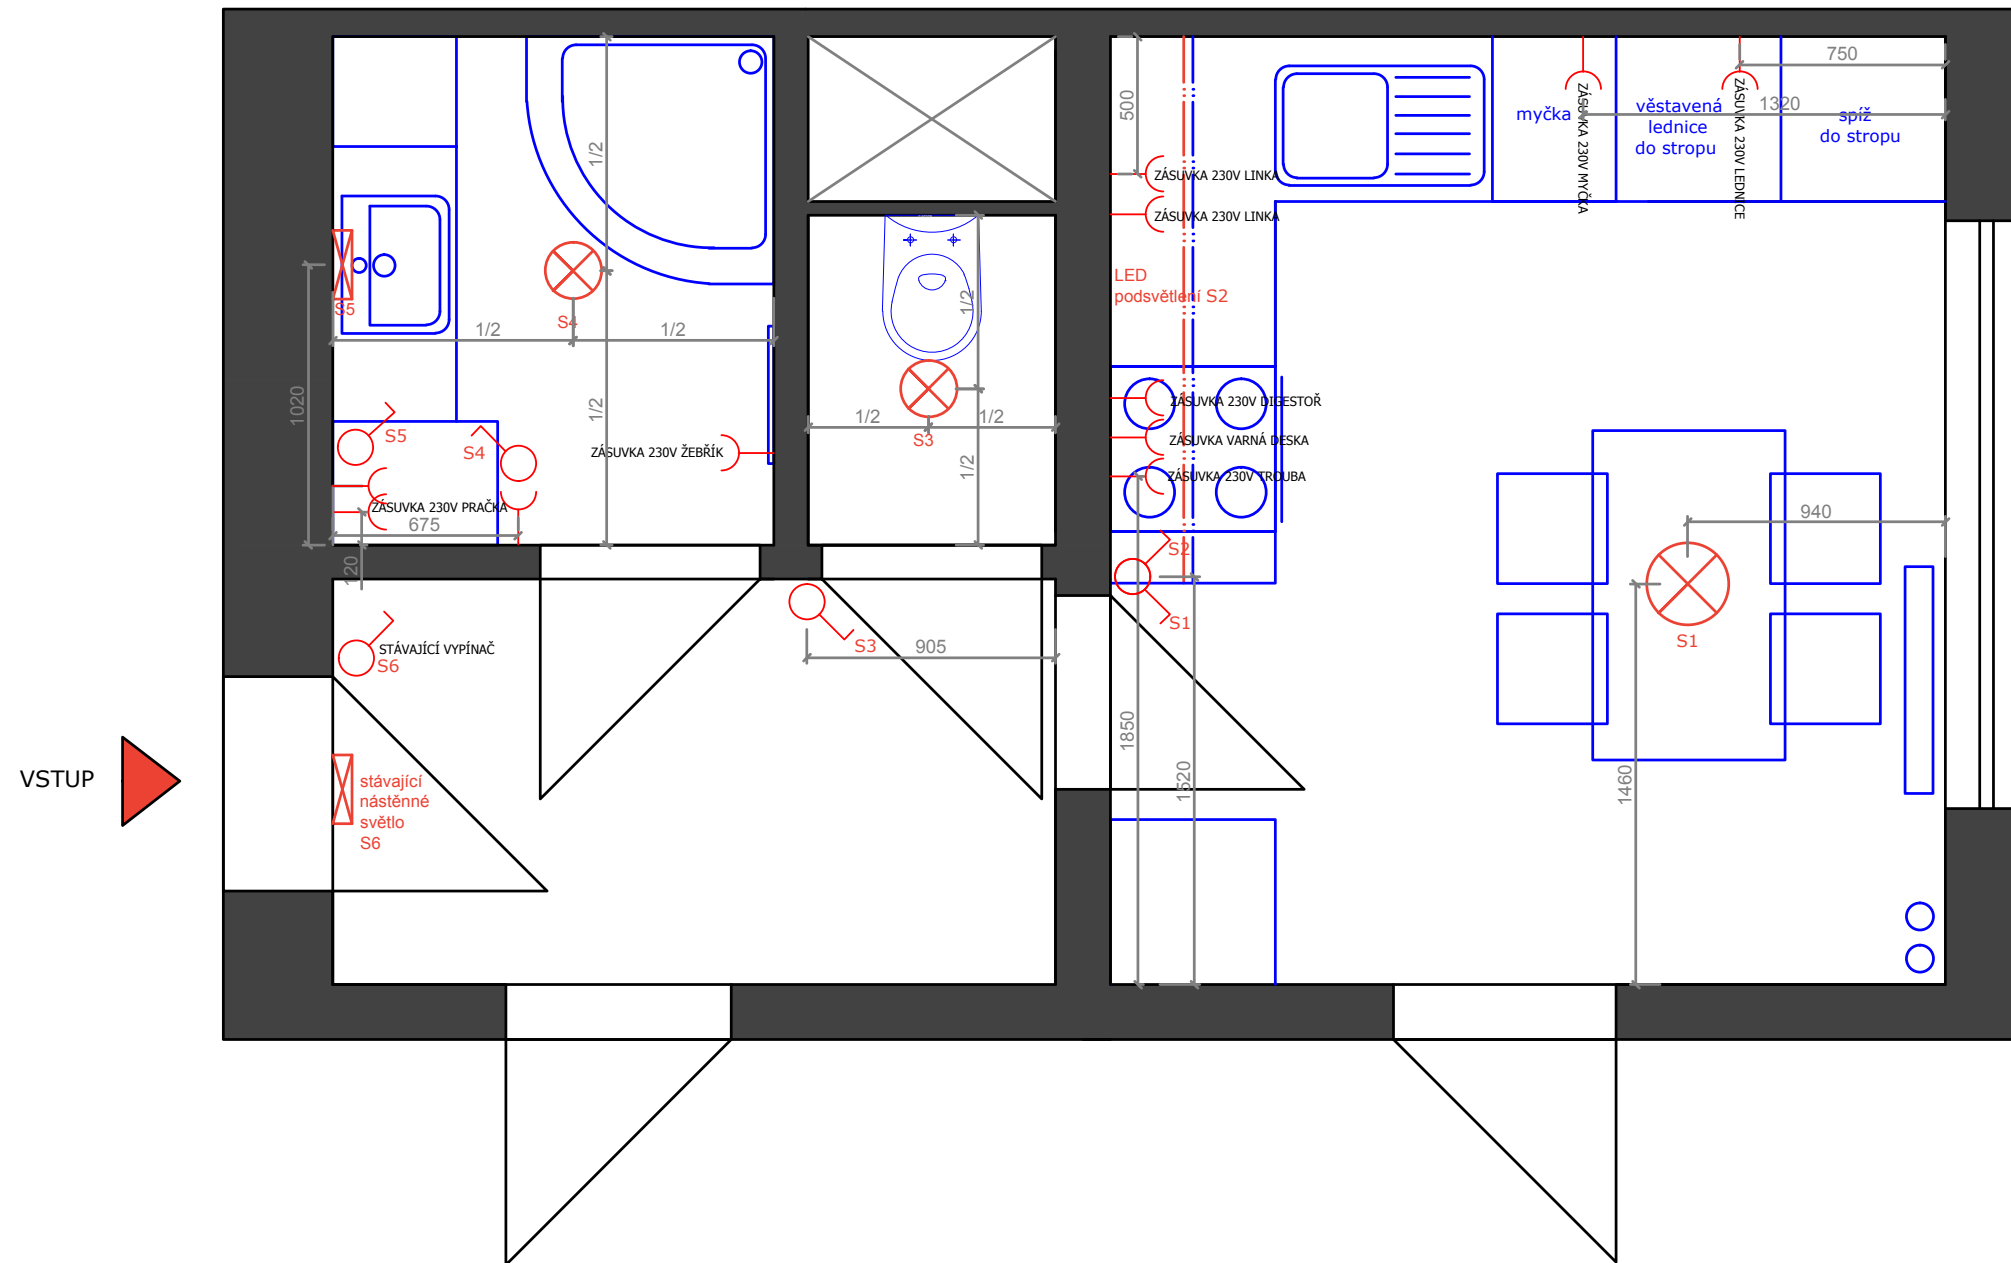 750
1320
500
ZÁSUVKA 230V MYČKA
ZÁSUVKA 230V LEDNICE
myčka
věstavená
lednice
do stropu
spíž
do stropu
1/2
ZÁSUVKA 230V LINKA
ZÁSUVKA 230V LINKA
LED
podsvětlení S2
S5
S4
1/2
1/2
1/2
1020
1/2
1/2
1/2
S3
1/2
S5
S4
ZÁSUVKA 230V ŽEBŘÍK
ZÁSUVKA 230V PRAČKA
675
120
ZÁSUVKA 230V DIGESTOŘ
ZÁSUVKA VARNÁ DESKA
ZÁSUVKA 230V TROUBA
940
S2
S1
S1
S3
905
STÁVAJÍCÍ VYPÍNAČ
S6
1850
1520
1460
VSTUP
stávající
nástěnné
světlo
S6